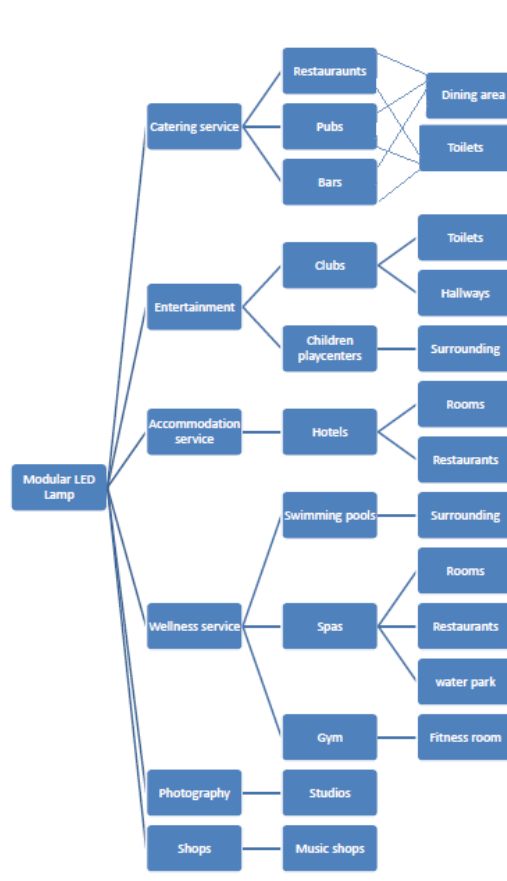 Restauraunts
Dining area
Catering service
Pubs
Toilets
Bars
Toilets
Clubs
Hallways
Entertainment
Children
playcenters
Surrounding
Rooms
Accommodation
service
Hotels
Restaurants
Modular LED
Lamp
Swimming pools
Surrounding
Rooms
Wellness service
Spas
Restaurants
water park
Gym
Fitness room
Photography
Studios
Shops
Music shops